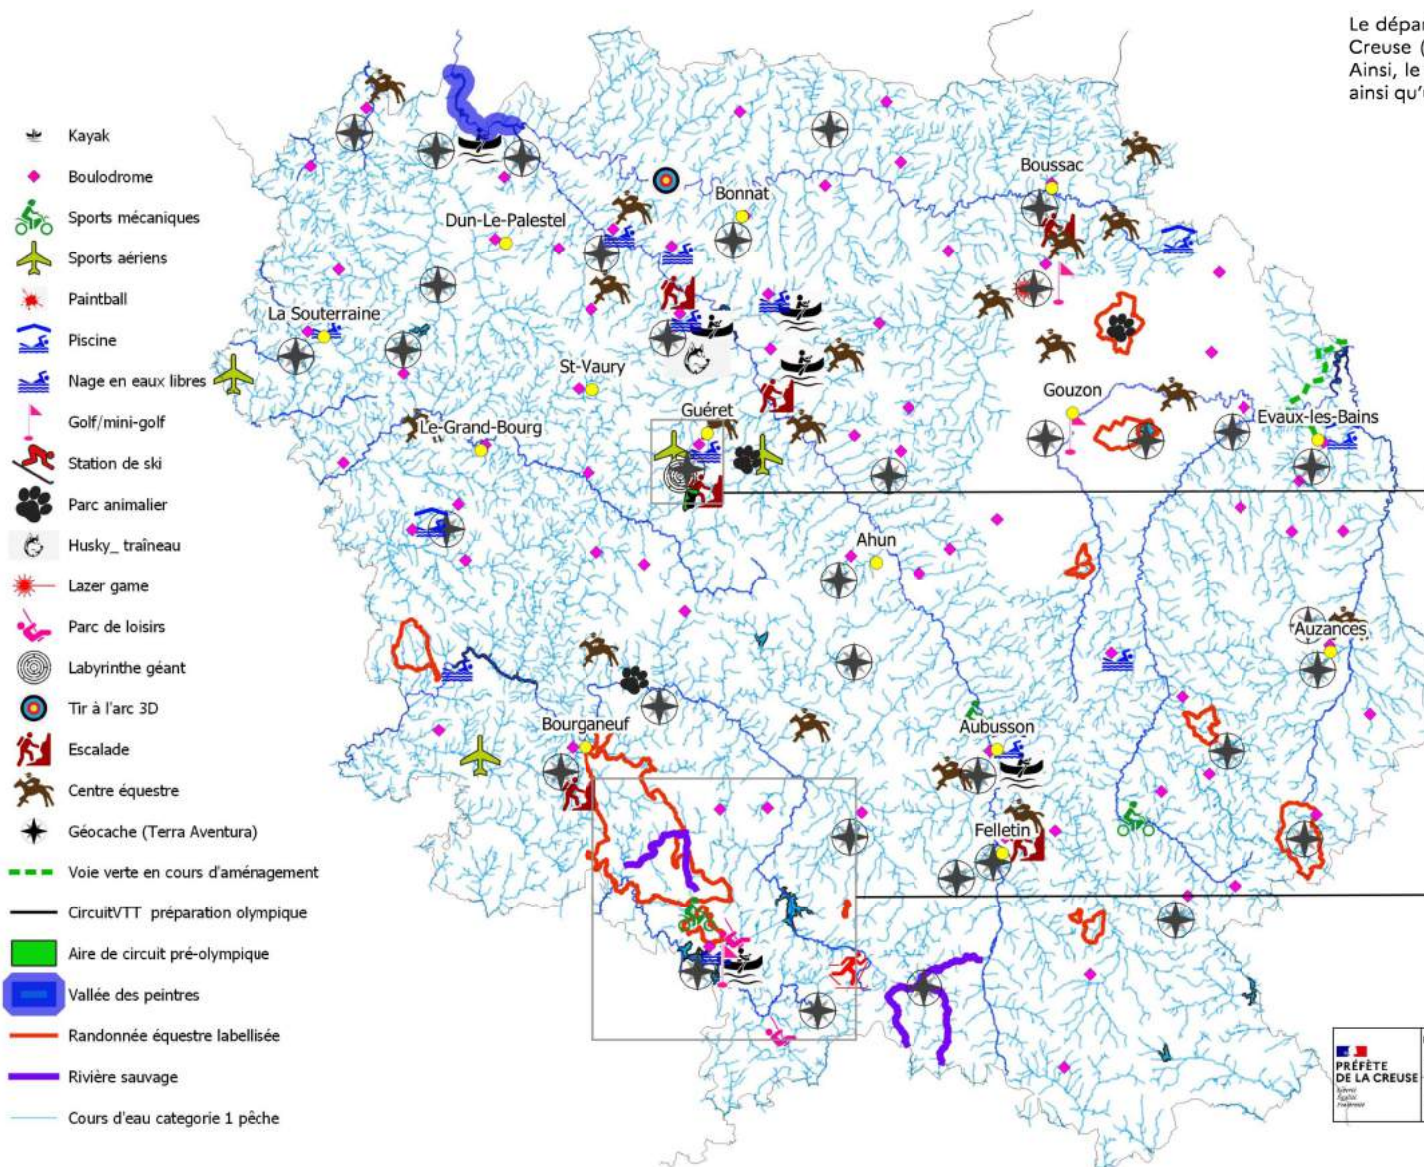 Le dépar
Creuse (
Ainsi, le
ainsi qu'
Kayak
Boulodrome
Sports mécaniques
Sports aériens
Paintball
Piscine
Nage en eaux libres
Golf/mini-golf
Station de ski
Parc animalier
Husky_ traîneau
Lazer game
Parc de loisirs
Labyrinthe géant
Tir à l'arc 3D
Escalade
Centre équestre
Géocache (Terra Aventura)
Voie verte en cours d'aménagement
CircuitVTT préparation olympique
Aire de circuit pré-olympique
Vallée des peintres
Randonnée équestre labellisée
Rivière sauvage
Cours d'eau categorie 1 pêche
Boussac
Bonnat
Dun-Le-Palestel
La Souterraine
St-Vaury
Gouzon
Guéret
Evaux-les-Bains
Le-Grand-Bourg
Ahun
Auzances
Bourganeuf
Aubusson
Felletin
PRÉFÈTE
DE LA CREUSE
Liberté
Égalité
Fraternité